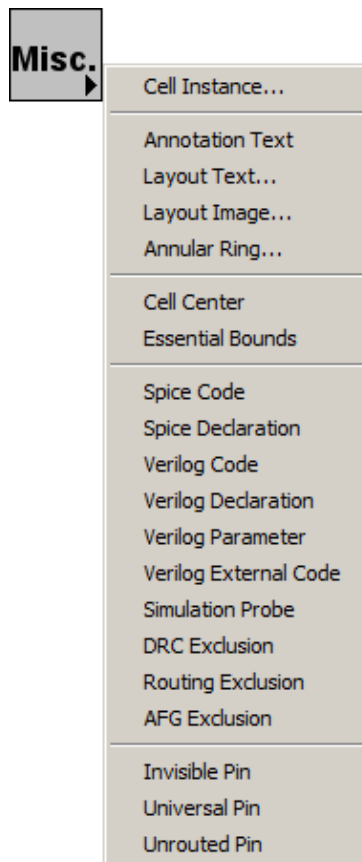 Misc.
Cell Instance...
Annotation Text
Layout Text...
Layout Image...
Annular Ring...
Cell Center
Essential Bounds
Spice Code
Spice Declaration
Verilog Code
Verilog Declaration
Verilog Parameter
Verilog External Code
Simulation Probe
DRC Exclusion
Routing Exclusion
AFG Exclusion
Invisible Pin
Universal Pin
Unrouted Pin